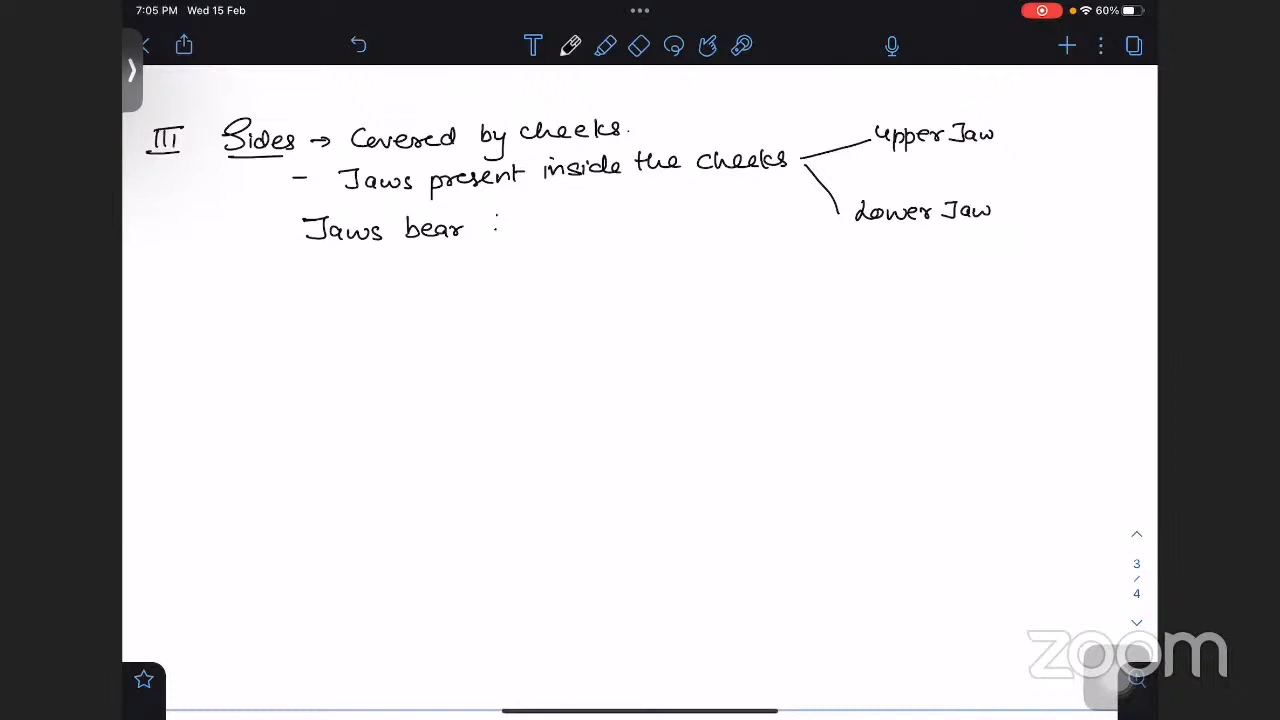 7:05 PM Wed 15 Feb
60%
III Sides → Covered by cheeks.
- Jaws present inside the cheeks
Upper Jaw
Lower Jaw
Jaws bear :
3
/
4
zoom